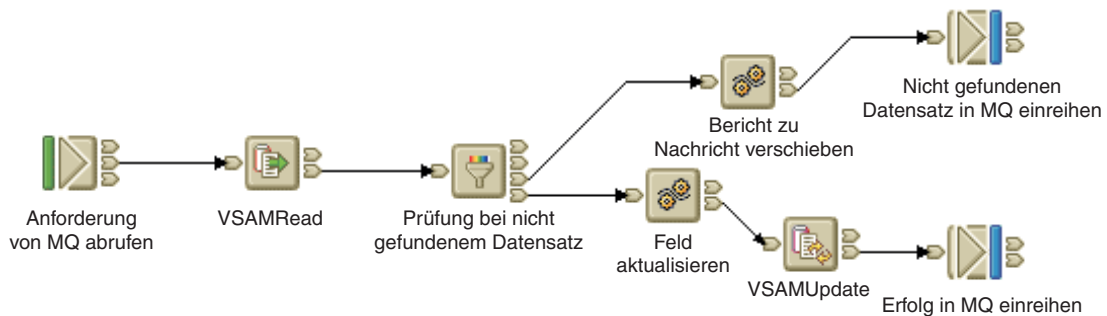 Anforderung
von MQ abrufen
VSAMRead
Prüfung bei nicht
gefundenem Datensatz
Bericht zu
Nachricht verschieben
Nicht gefundenen
Datensatz in MQ einreihen
Feld
aktualisieren
VSAMUpdate
Erfolg in MQ einreihen